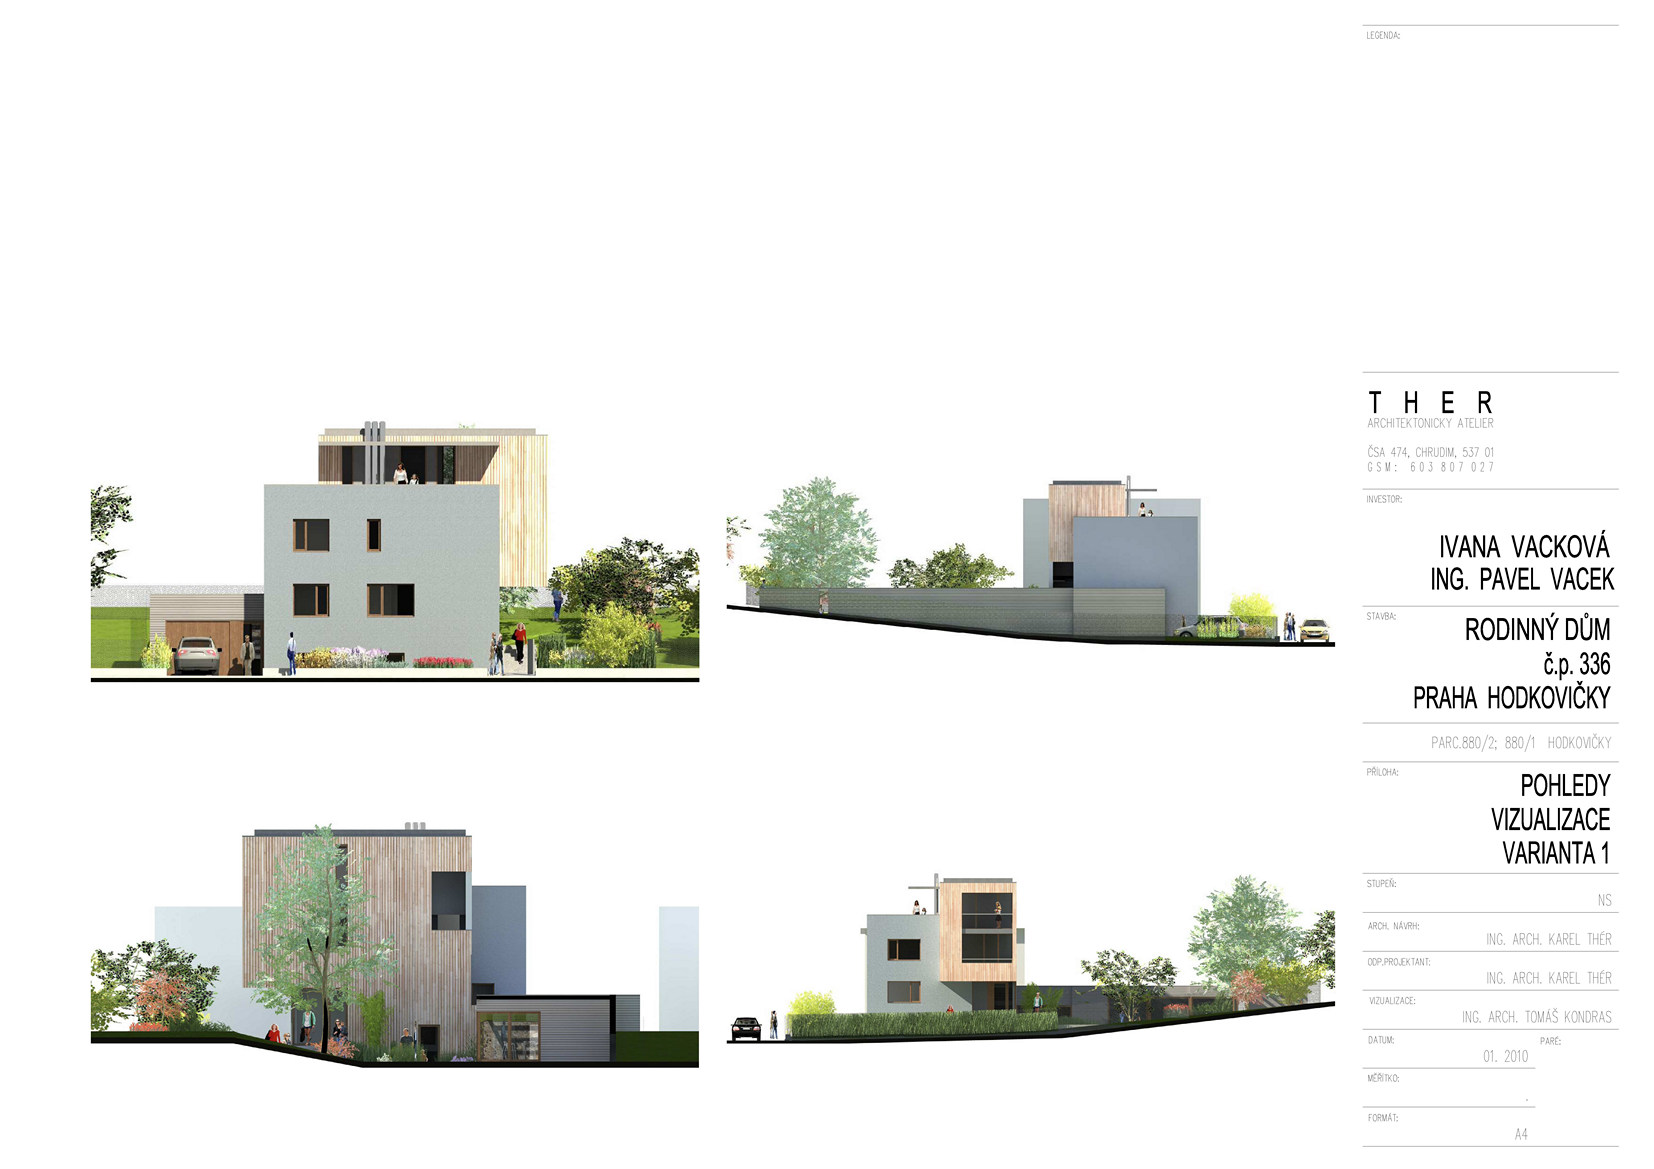 LEGENDA:
THER
ARCHITEKTONICKY ATELIER
ČSA 474, CHRUDIM, 537 01
GSM: 603 807 027
INVESTOR:
IVANA VACKOVÁ
ING. PAVEL VACEK
STAVBA:
RODINNÝ DŮM
č.p. 336
PRAHA HODKOVIČKY
PARC.880/2; 880/1 HODKOVIČKY
PŘÍLOHA:
POHLEDY
VIZUALIZACE
VARIANTA 1
STUPEŇ:
NS
ARCH. NÁVRH:
ING. ARCH. KAREL THÉR
ODP.PROJEKTANT:
ING. ARCH. KAREL THÉR
VIZUALIZACE:
ING. ARCH. TOMÁŠ KONDRAS
DATUM:
PARÉ:
01. 2010
MĚŘÍTKO:
.
FORMÁT:
A4